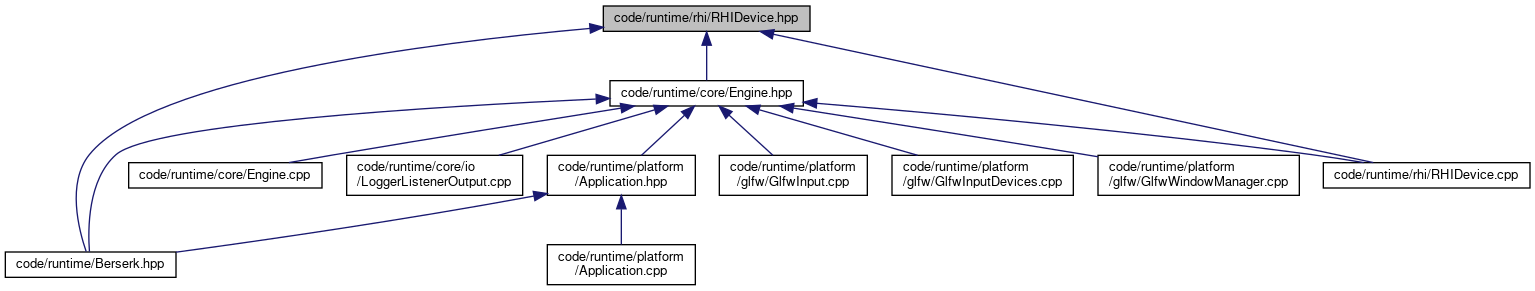 code/runtime/rhi/RHIDevice.hpp
code/runtime/core/Engine.hpp
code/runtime/core/Engine.cpp
code/runtime/core/io
/LoggerListenerOutput.cpp
code/runtime/platform
/Application.hpp
code/runtime/platform
/glfw/GlfwInput.cpp
code/runtime/platform
/glfw/GlfwInputDevices.cpp
code/runtime/platform
/glfw/GlfwWindowManager.cpp
code/runtime/rhi/RHIDevice.cpp
code/runtime/Berserk.hpp
code/runtime/platform
/Application.cpp